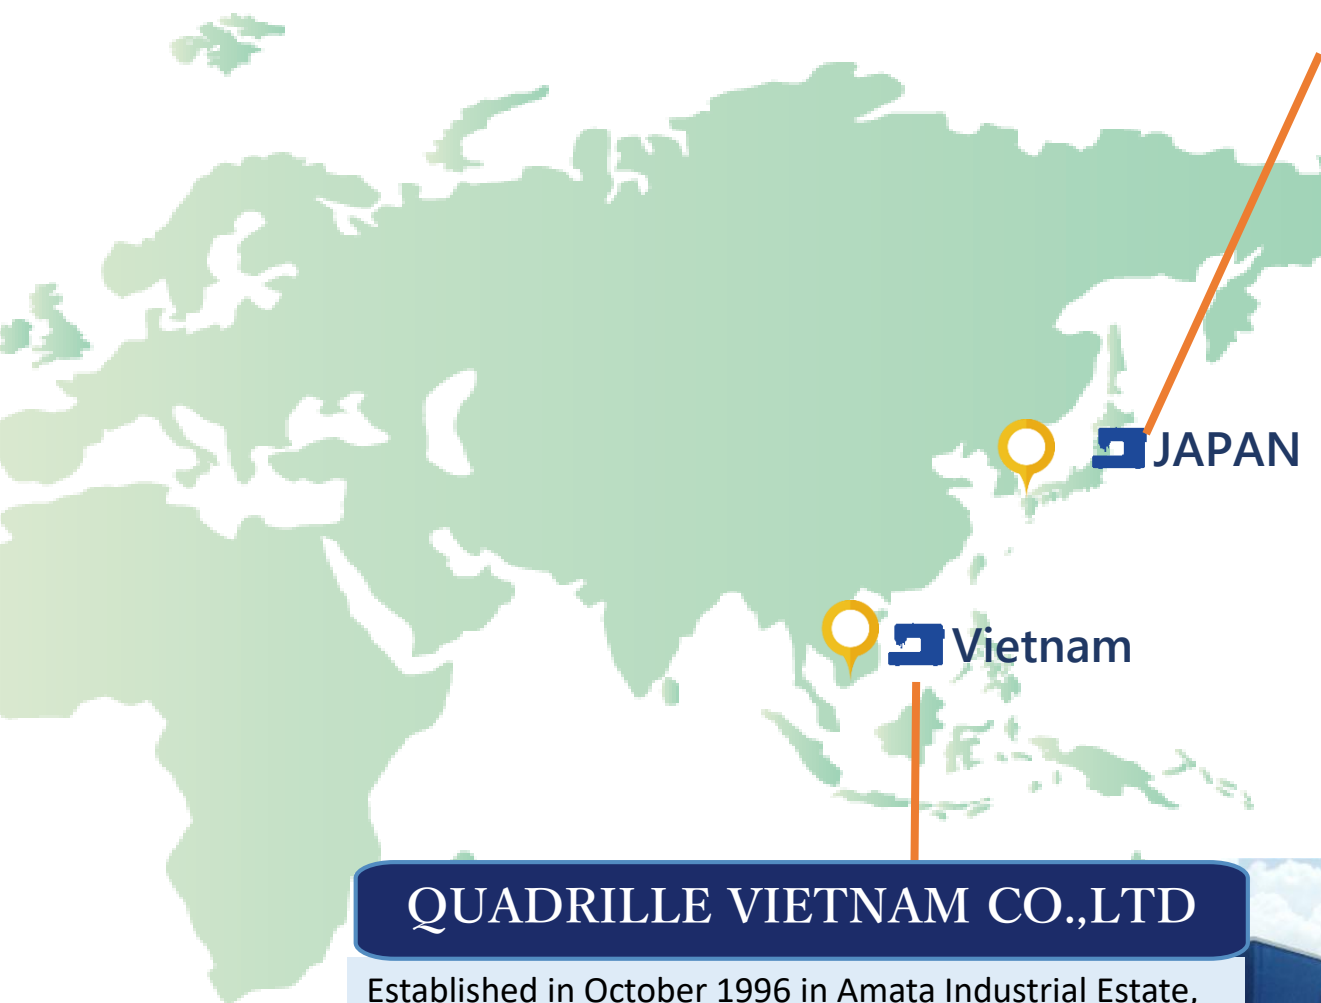 JAPAN
Vietnam
QUADRILLE VIETNAM CO.,LTD
Established in October 1996 in Amata Industrial Estate,